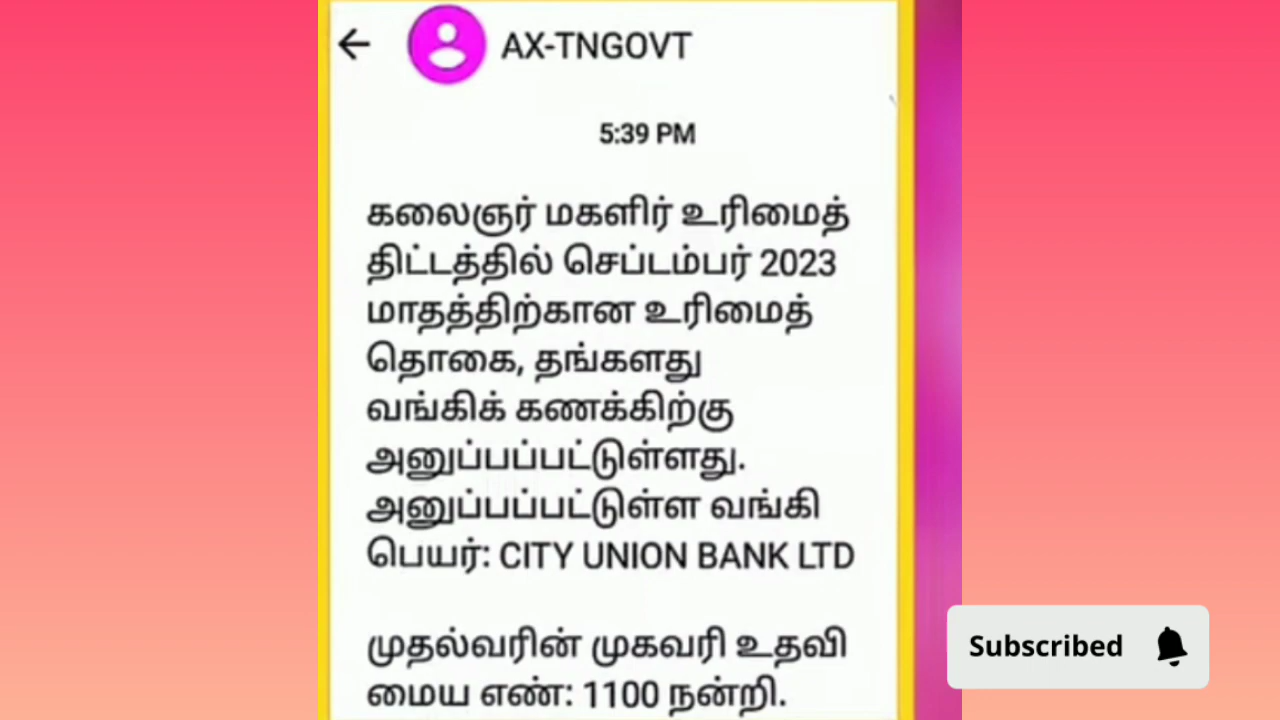 AX-TNGOVT
5:39 PM
கலைஞர் மகளிர் உரிமைத்
திட்டத்தில் செப்டம்பர் 2023
மாதத்திற்கான உரிமைத்
தொகை, தங்களது
வங்கிக் கணக்கிற்கு
அனுப்பப்பட்டுள்ளது.
அனுப்பப்பட்டுள்ள வங்கி
பெயர்: CITY UNION BANK LTD
முதல்வரின் முகவரி உதவி
மைய எண்: 1100 நன்றி.
Subscribed